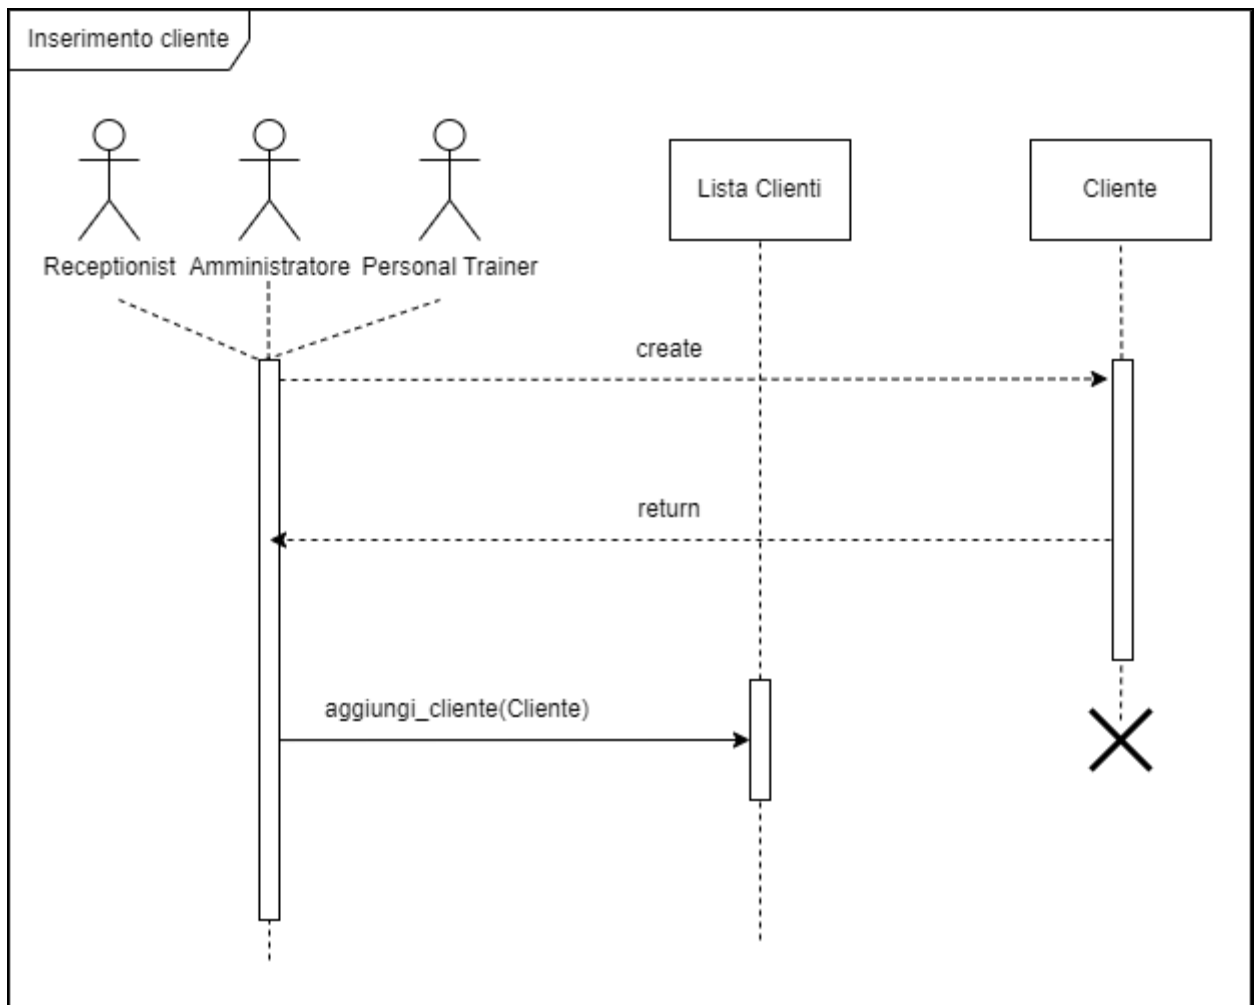 Inserimento cliente
Receptionist
Amministratore
Personal Trainer
Lista Clienti
Cliente
create
return
aggiungi_cliente(Cliente)